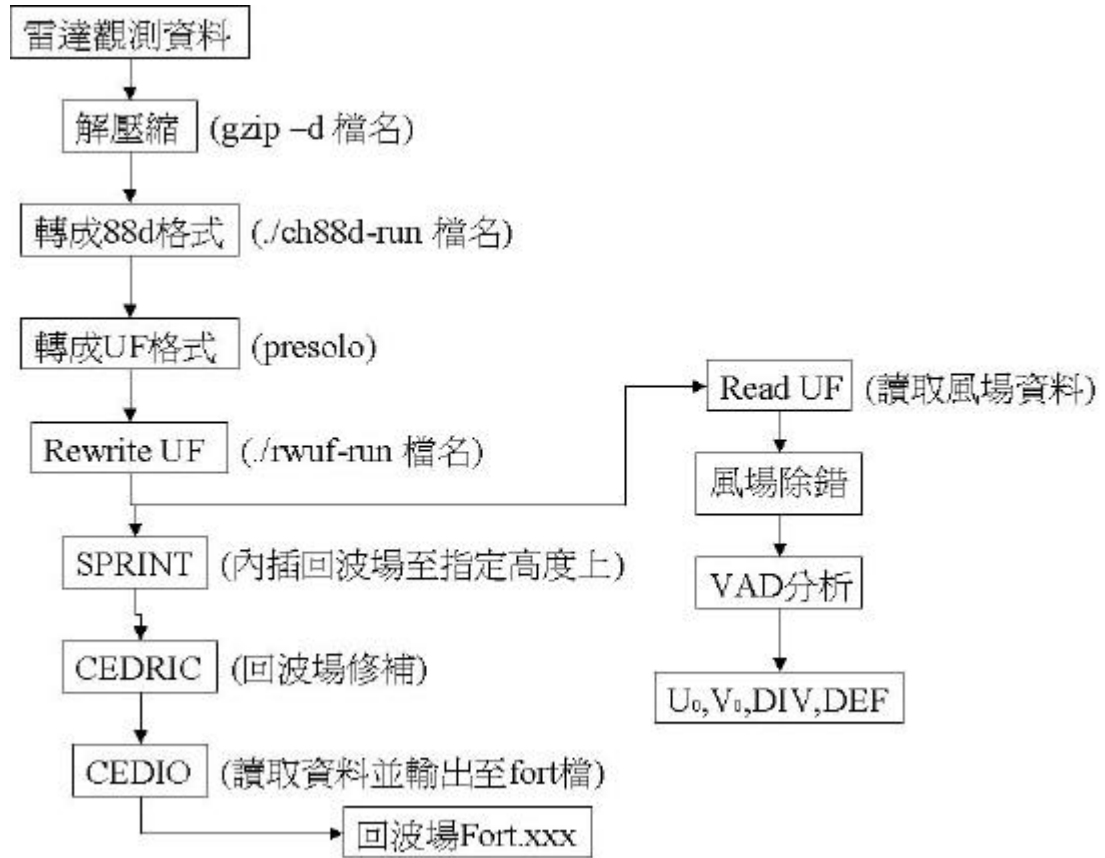 雷達觀測資料
解壓縮 (gzip –d 檔名)
轉成88d格式 (./ch88d-run 檔名)
轉成UF格式 (presolo)
Rewrite UF (./rwuf-run 檔名)
SPRINT (內插回波場至指定高度上)
CEDRIC (回波場修補)
CEDIO (讀取資料並輸出至fort檔)
回波場Fort.xxx
Read UF (讀取風場資料)
風場除錯
VAD分析
U₀,V₀,DIV,DEF